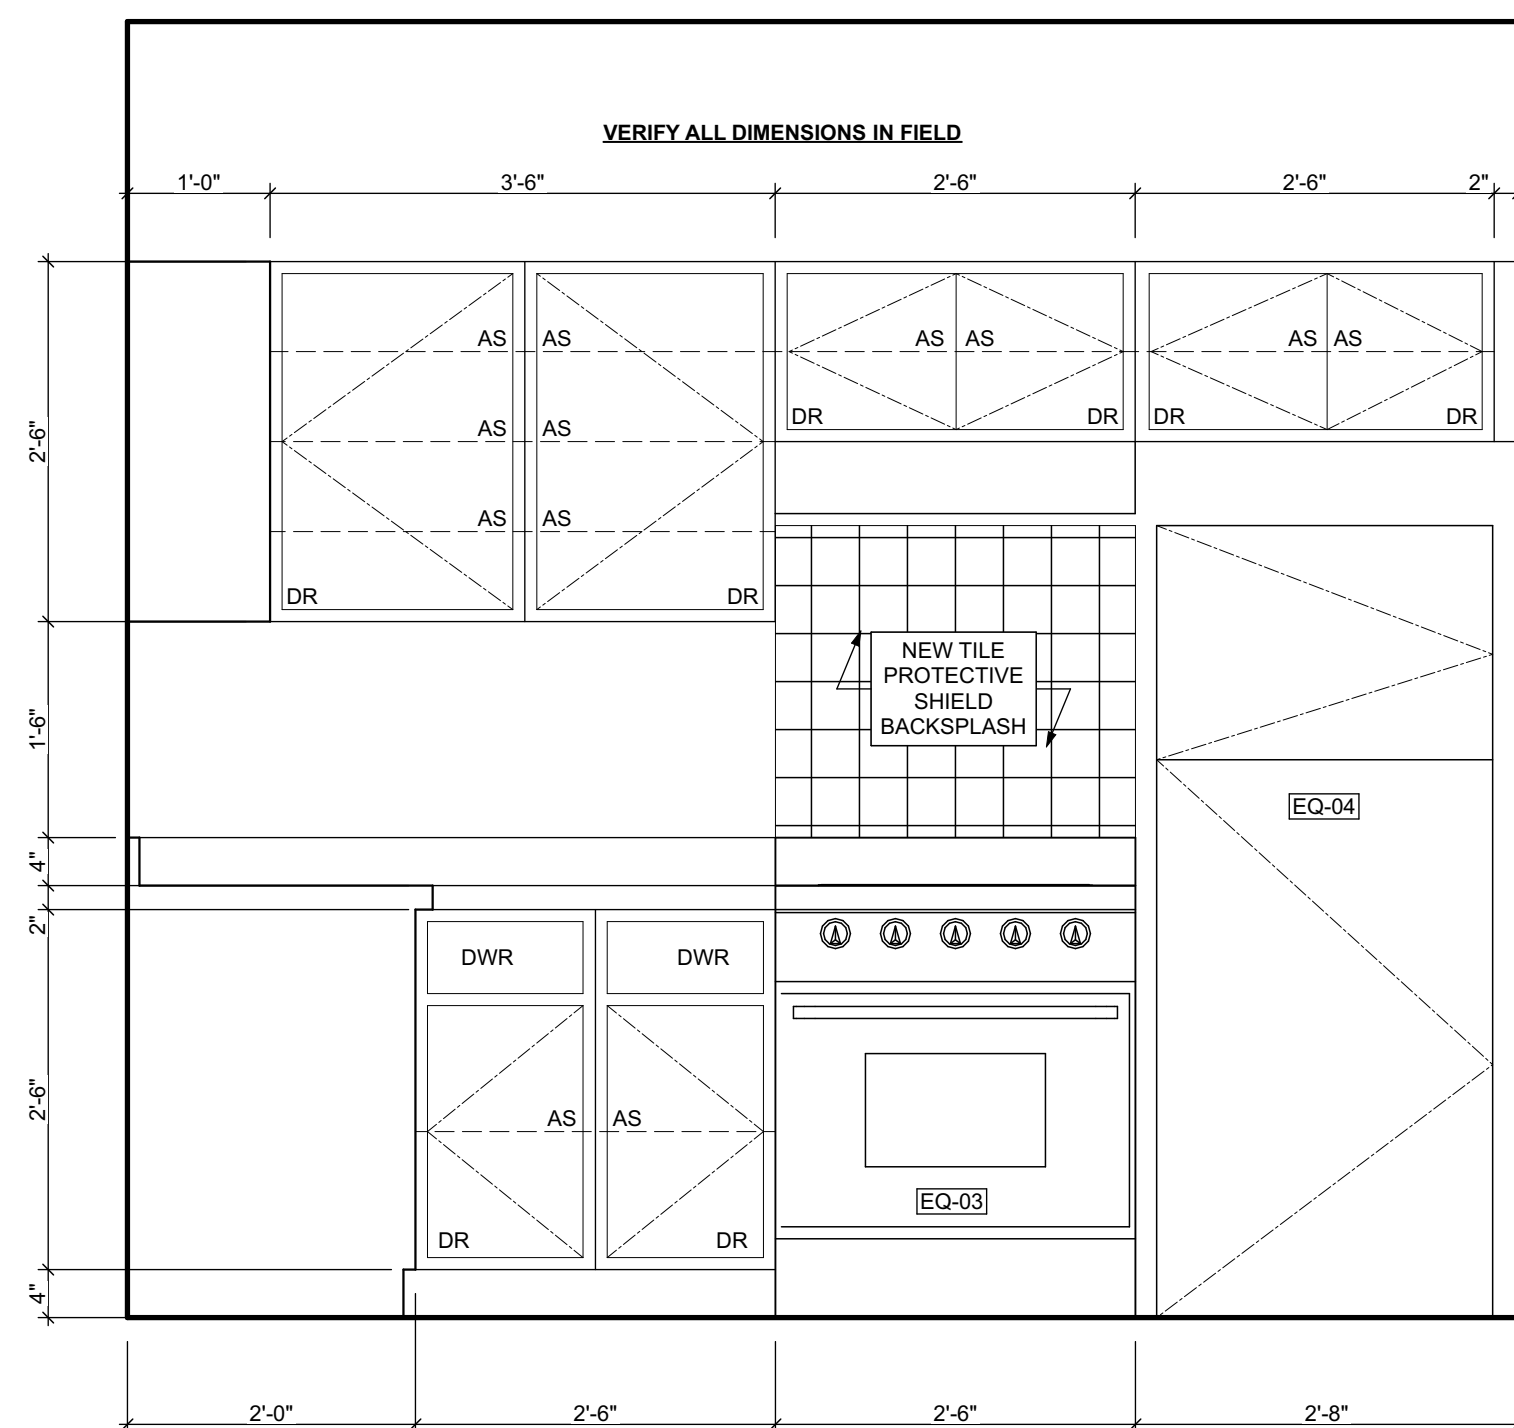 VERIFY ALL DIMENSIONS IN FIELD
1'-0" 3'-6" 2'-6" 2'-6" 2"
AS AS AS AS AS AS
DR DR DR DR
2'-6"
AS AS
AS AS
DR DR
NEW TILE
PROTECTIVE
SHIELD
BACKSPLASH
1'-6"
EQ-04
4"
2"
DWR DWR
2'-6"
AS AS
EQ-03
DR DR
4"
2'-0" 2'-6" 2'-6" 2'-8"